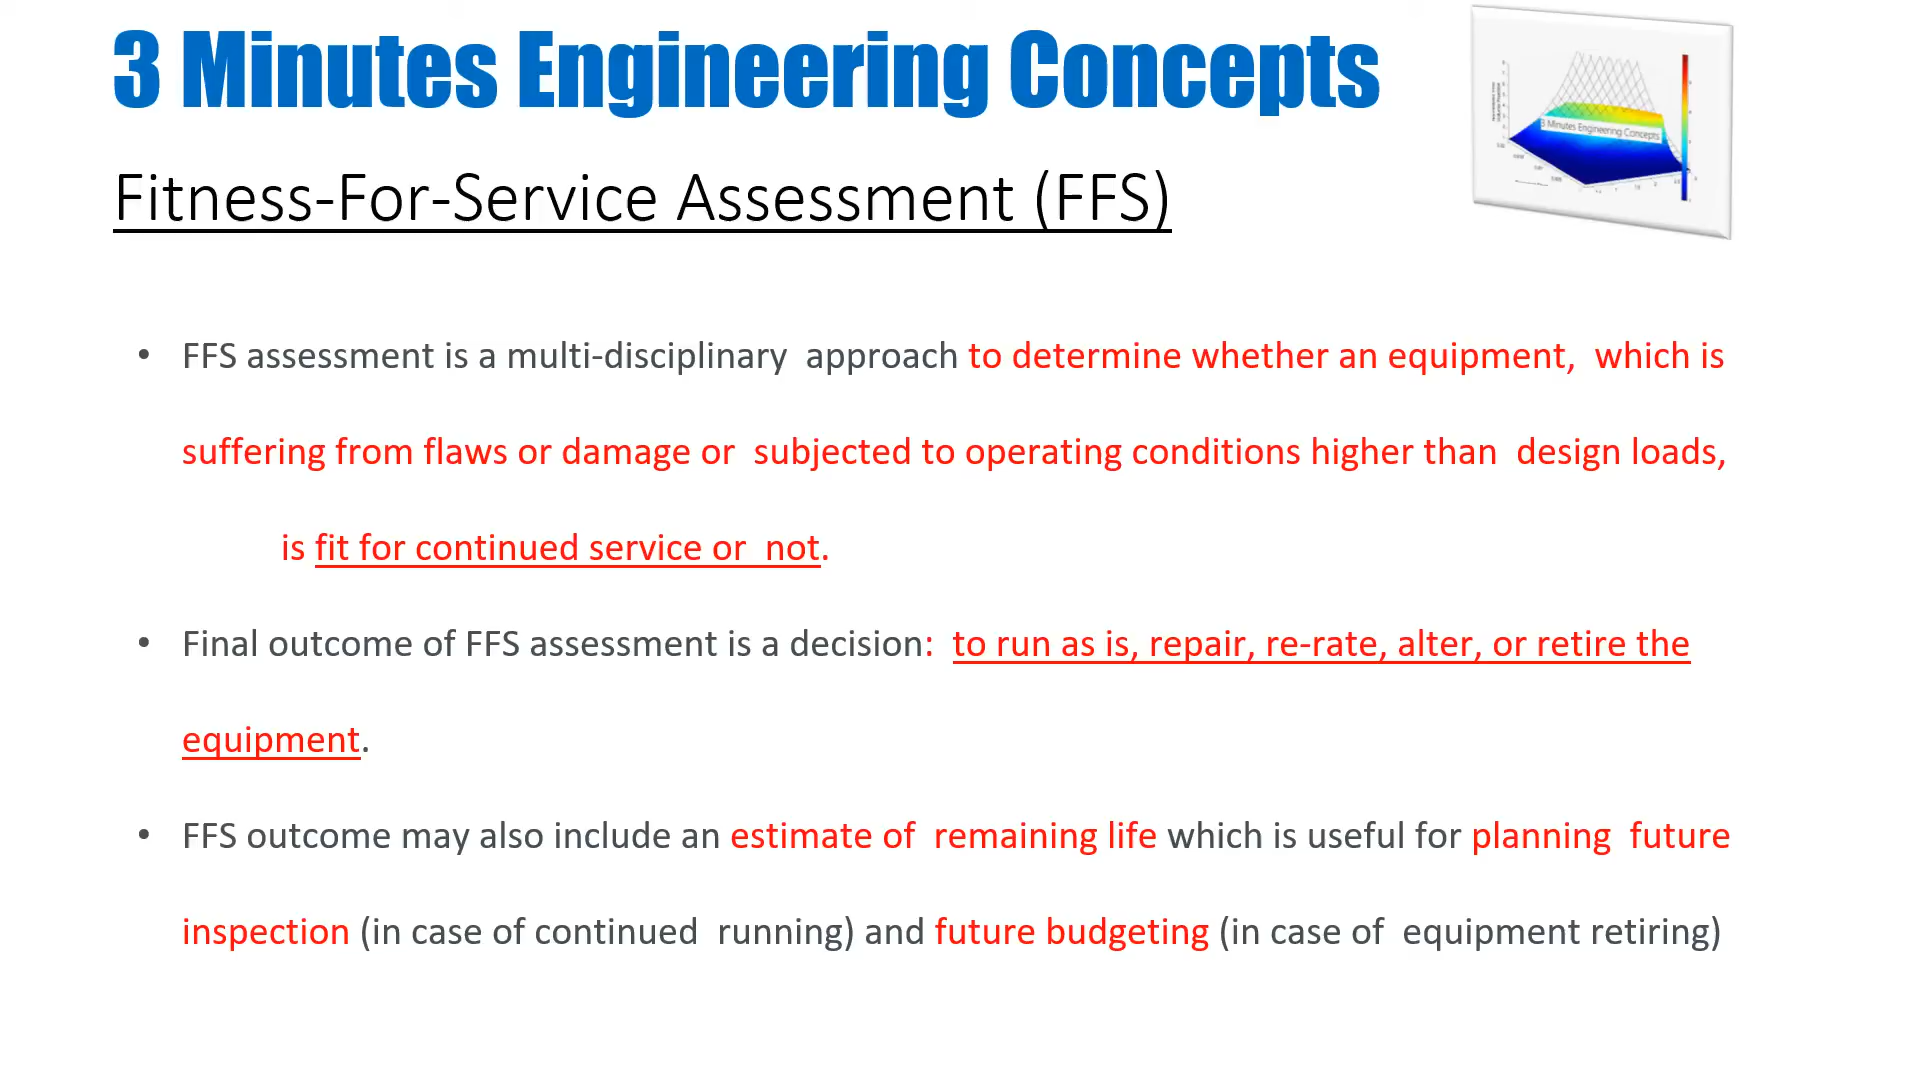 3 Minutes Engineering Concepts
3 Minutes Engineering Concepts
Fitness-For-Service Assessment (FFS)
• FFS assessment is a multi-disciplinary approach to determine whether an equipment, which is
suffering from flaws or damage or subjected to operating conditions higher than design loads,
is fit for continued service or not.
• Final outcome of FFS assessment is a decision: to run as is, repair, re-rate, alter, or retire the
equipment.
• FFS outcome may also include an estimate of remaining life which is useful for planning future
inspection (in case of continued running) and future budgeting (in case of equipment retiring)